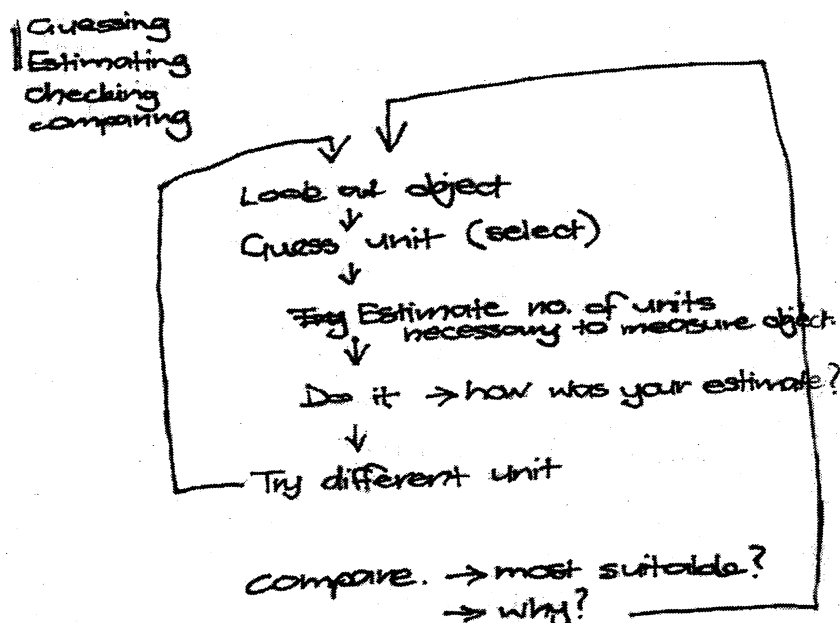 Guessing
Estimating
checking
comparing
Look at object
Guess unit (select)
Try Estimate no. of units
necessary to measure object.
Do it → how was your estimate?
Try different unit
compare. → most suitable?
→ why?